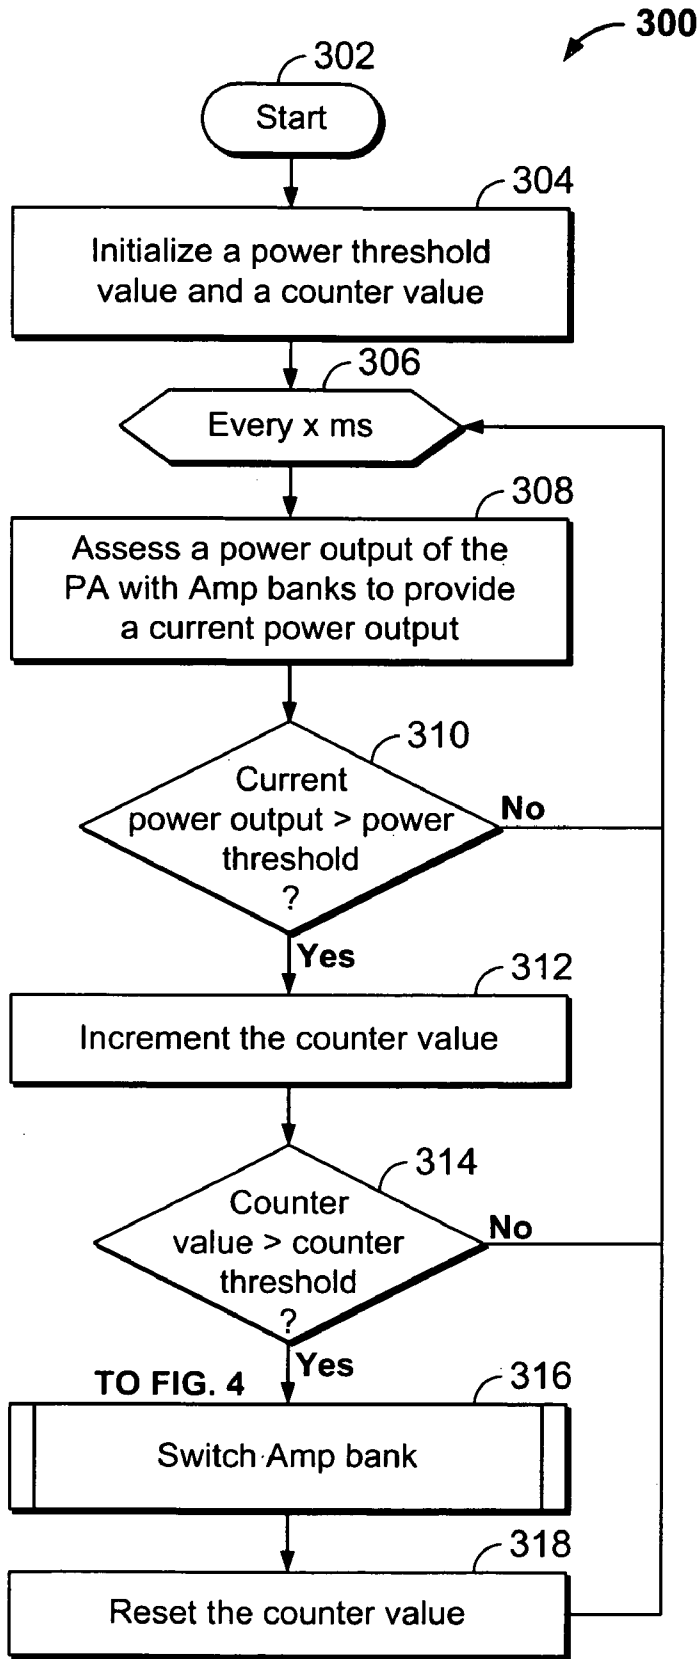 300
302
Start
304
Initialize a power threshold
value and a counter value
306
Every x ms
308
Assess a power output of the
PA with Amp banks to provide
a current power output
310
Current
power output > power
threshold
?
No
Yes
312
Increment the counter value
314
Counter
value > counter
threshold
?
No
Yes
TO FIG. 4
316
Switch Amp bank
318
Reset the counter value